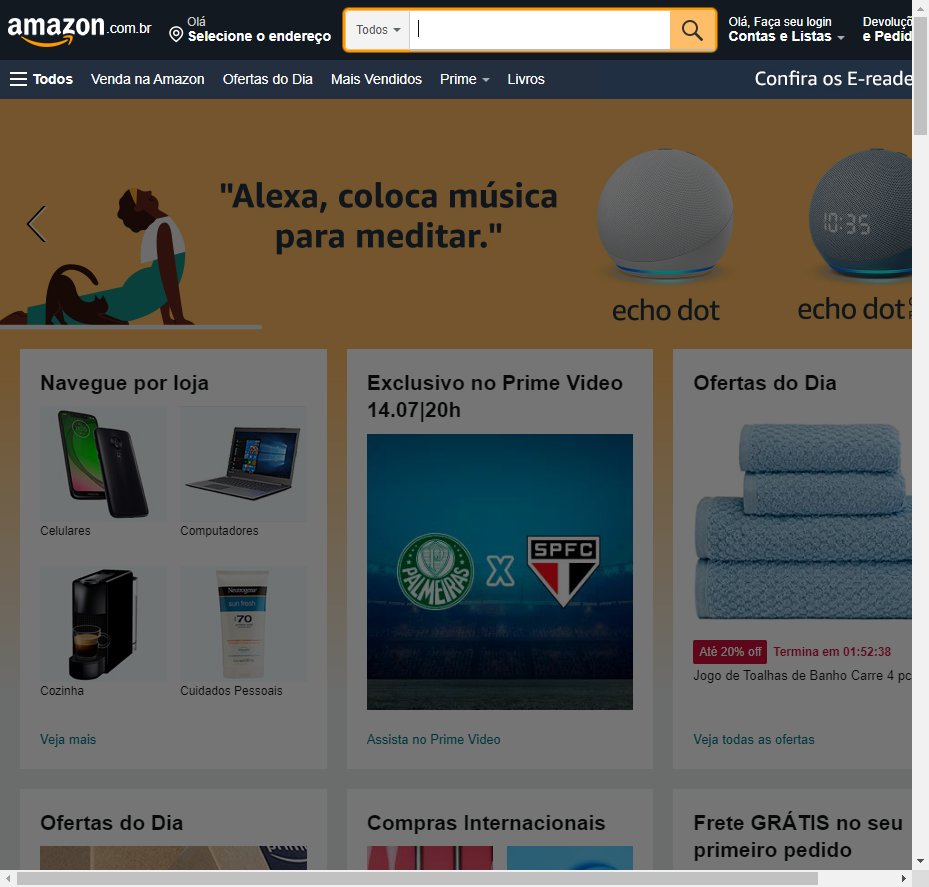 amazon.com.br
Olá
Selecione o endereço
Todos
Olá, Faça seu login
Contas e Listas
Devoluçõ
e Pedid
Todos
Venda na Amazon
Ofertas do Dia
Mais Vendidos
Prime
Livros
Confira os E-reade
"Alexa, coloca música
para meditar."
10:35
echo dot
echo dot
Navegue por loja
Celulares
Computadores
Neutrogena
sun fresh
70
Cozinha
Cuidados Pessoais
Veja mais
Exclusivo no Prime Video
14.07|20h
PALMEIRAS
X
SPFC
Assista no Prime Video
Ofertas do Dia
Até 20% off
Termina em 01:52:38
Jogo de Toalhas de Banho Carre 4 pc
Veja todas as ofertas
Ofertas do Dia
prim
Compras Internacionais
Frete GRÁTIS no seu
primeiro pedido